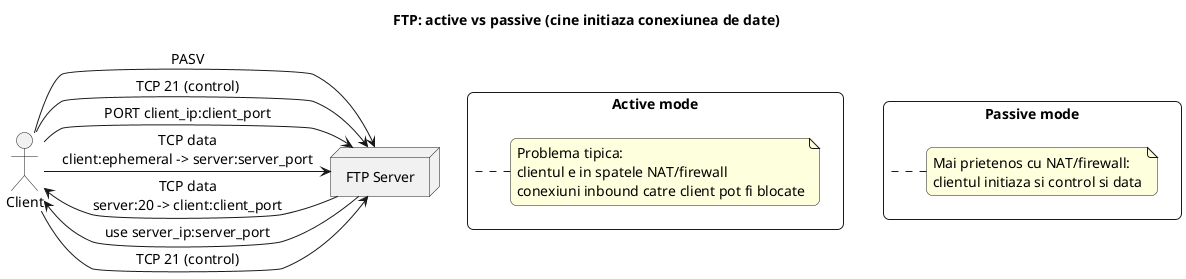 FTP: active vs passive (cine initiaza conexiunea de date)
PASV
TCP 21 (control)
PORT client_ip:client_port
TCP data
client:ephemeral -> server:server_port
TCP data
server:20 -> client:client_port
use server_ip:server_port
TCP 21 (control)
Client
FTP Server
Active mode
Problema tipica:
clientul e in spatele NAT/firewall
conexiuni inbound catre client pot fi blocate
Passive mode
Mai prietenos cu NAT/firewall:
clientul initiaza si control si data